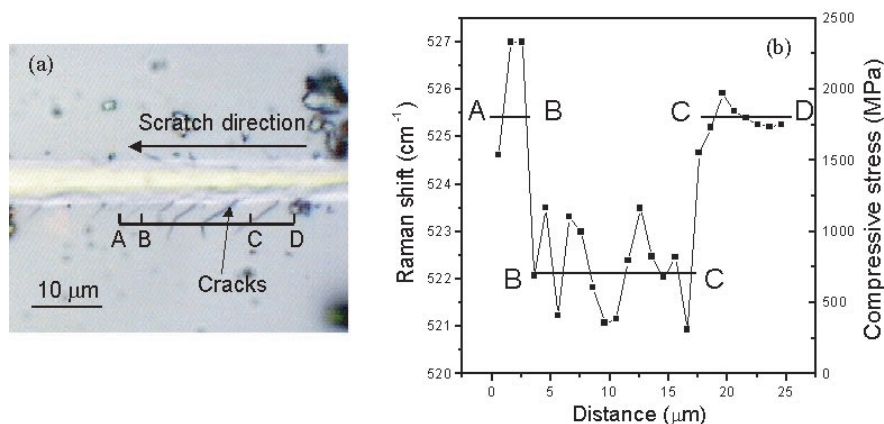 (a)
Scratch direction
A B C D
Cracks
10 μm
(b)
Raman shift (cm⁻¹)
527
526
525
524
523
522
521
520
A B C D
B C
2500
2000
1500
1000
500
0
Compressive stress (MPa)
0 5 10 15 20 25
Distance (μm)